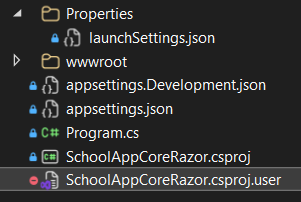 Properties
launchSettings.json
wwwroot
appsettings.Development.json
appsettings.json
C# Program.cs
C# SchoolAppCoreRazor.csproj
SchoolAppCoreRazor.csproj.user